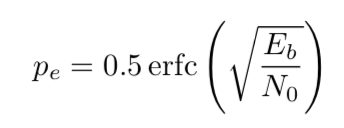 p_e = 0.5 erfc ( √(E_b / N_0) )